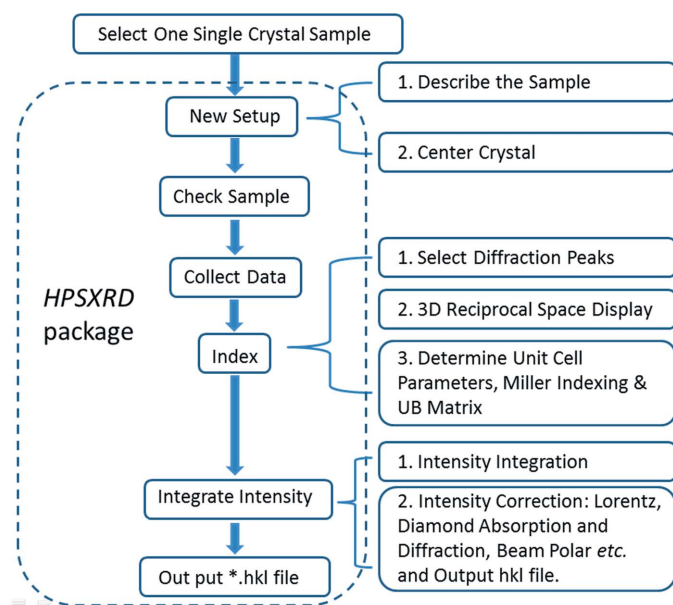 Select One Single Crystal Sample
New Setup
1. Describe the Sample
2. Center Crystal
Check Sample
Collect Data
HPSXRD
package
Index
1. Select Diffraction Peaks
2. 3D Reciprocal Space Display
3. Determine Unit Cell
Parameters, Miller Indexing &
UB Matrix
Integrate Intensity
1. Intensity Integration
2. Intensity Correction: Lorentz,
Diamond Absorption and
Diffraction, Beam Polar etc.
and Output hkl file.
Out put *.hkl file